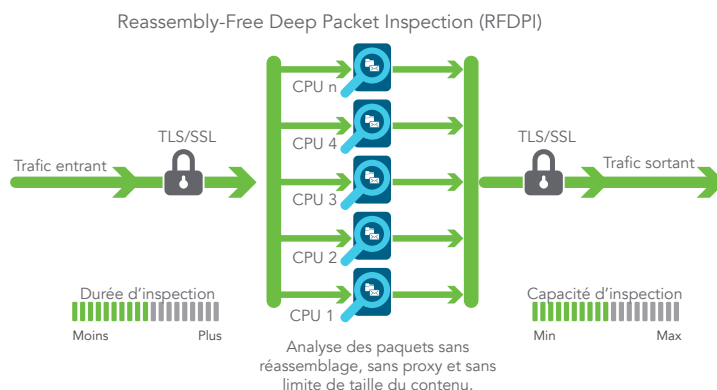 Reassembly-Free Deep Packet Inspection (RFDPI)
CPU n
TLS/SSL
CPU 4
TLS/SSL
Trafic entrant
Trafic sortant
CPU 3
CPU 2
Durée d’inspection
Capacité d’inspection
CPU 1
Moins
Plus
Min
Max
Analyse des paquets sans
réassemblage, sans proxy et sans
limite de taille du contenu.